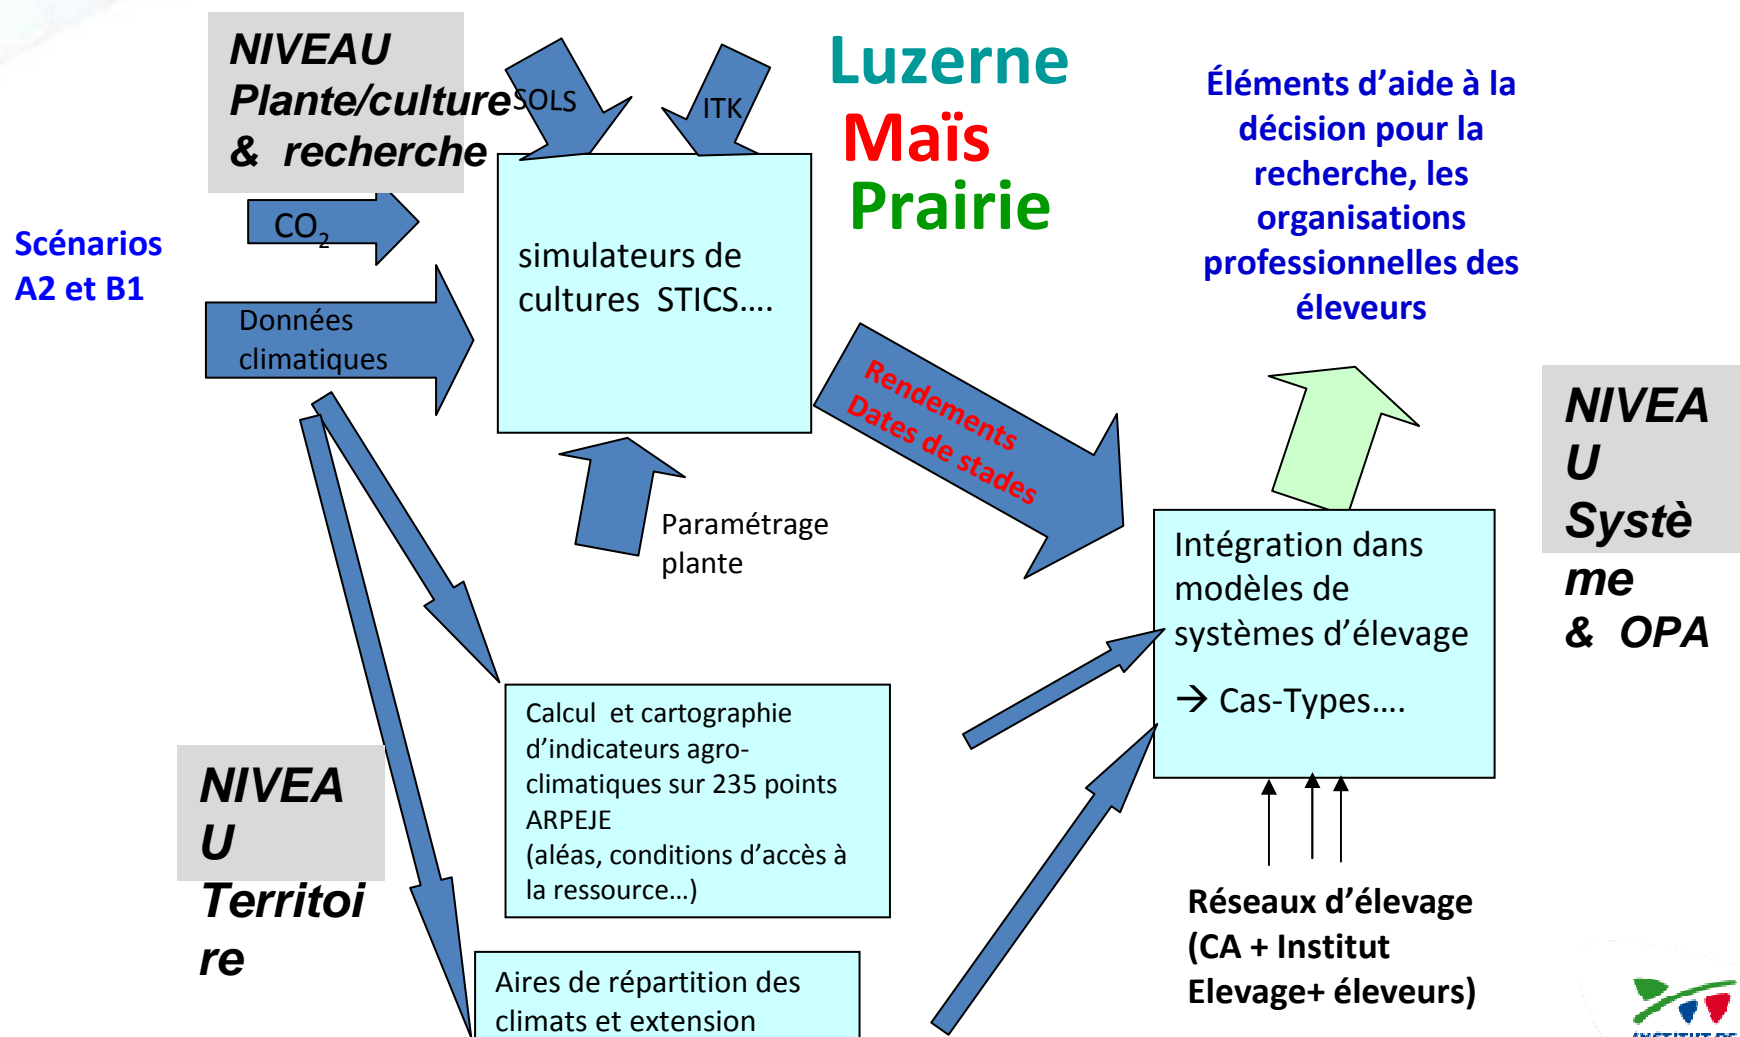 NIVEAU
Plante/culture
& recherche
SOLS
ITK
Luzerne
Maïs
Prairie
Éléments d’aide à la
décision pour la
recherche, les
organisations
professionnelles des
éleveurs
Scénarios
A2 et B1
CO2
Données
climatiques
simulateurs de
cultures STICS….
Rendements
Dates de stades
Paramétrage
plante
NIVEA
U
Systè
me
& OPA
Intégration dans
modèles de
systèmes d’élevage
→ Cas-Types….
NIVEA
U
Territoi
re
Calcul et cartographie
d’indicateurs agro-
climatiques sur 235 points
ARPEJE
(aléas, conditions d’accès à
la ressource…)
Réseaux d’élevage
(CA + Institut
Elevage+ éleveurs)
Aires de répartition des
climats et extension